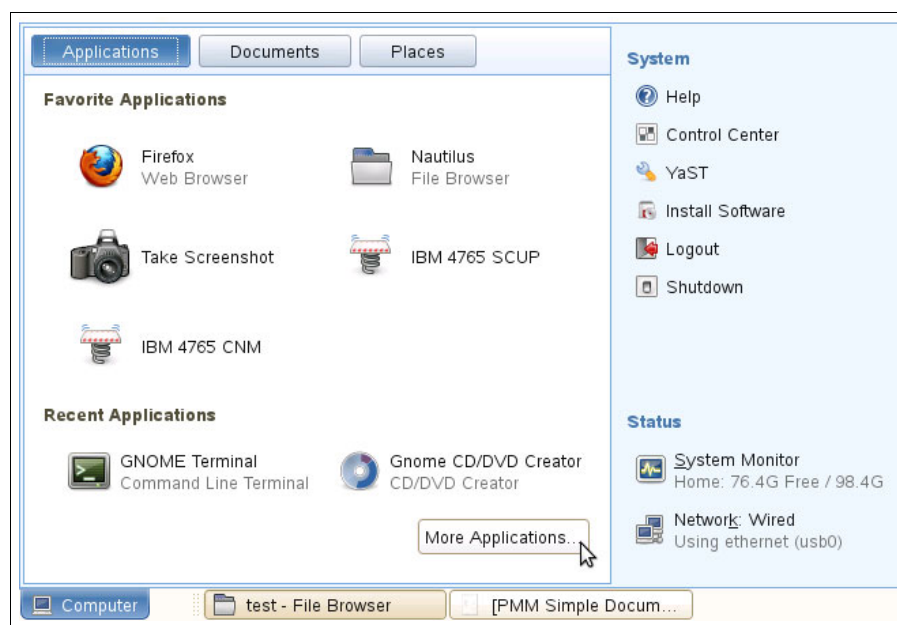 Applications
Documents
Places
Favorite Applications
Firefox
Web Browser
Nautilus
File Browser
Take Screenshot
IBM 4765 SCUP
IBM 4765 CNM
Recent Applications
GNOME Terminal
Command Line Terminal
Gnome CD/DVD Creator
CD/DVD Creator
More Applications...
System
Help
Control Center
YaST
Install Software
Logout
Shutdown
Status
System Monitor
Home: 76.4G Free / 98.4G
Network: Wired
Using ethernet (usb0)
Computer
test - File Browser
[PMM Simple Docum...